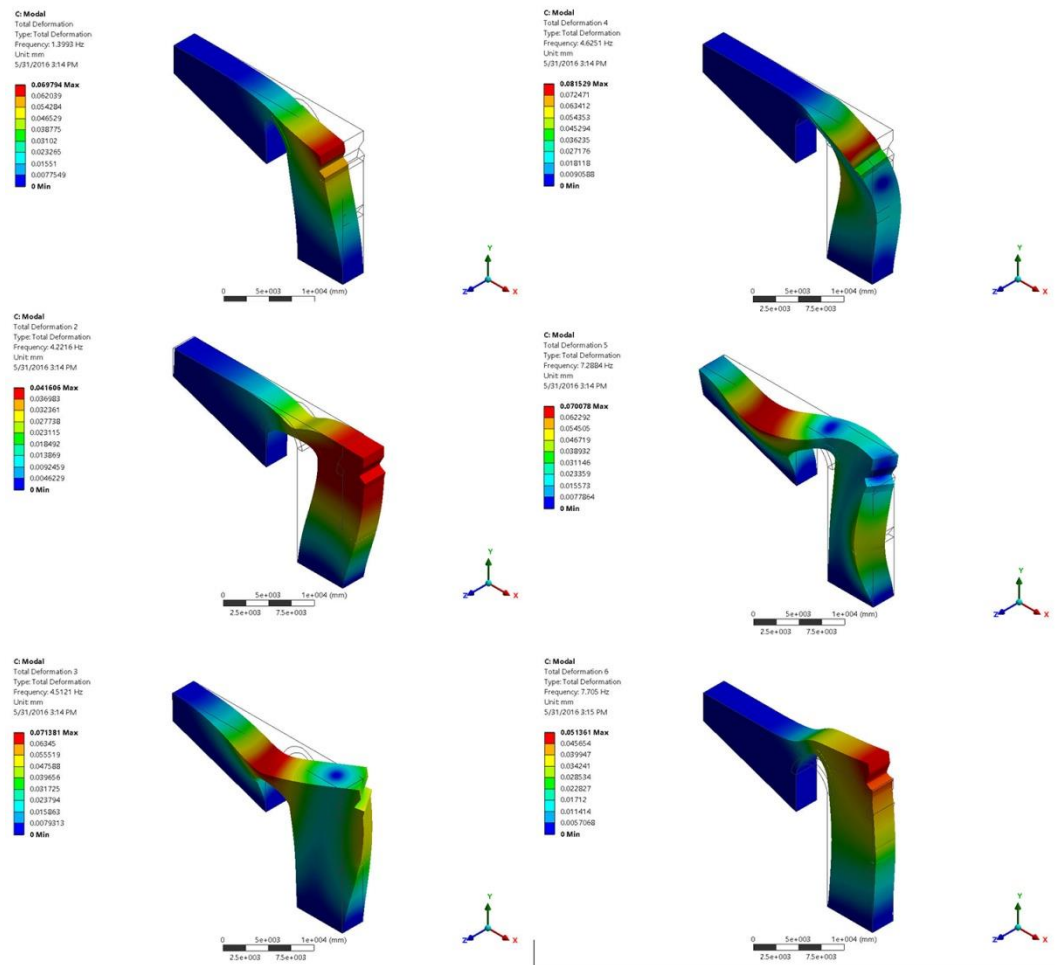 C: Modal
Total Deformation
Type: Total Deformation
Frequency: 1.3993 Hz
Unit: mm
5/31/2016 3:14 PM
0.069794 Max
0.062039
0.054284
0.046529
0.038775
0.03102
0.023265
0.01551
0.0077549
0 Min
0 5e+003 1e+004 (mm)
Y
Z X
C: Modal
Total Deformation 4
Type: Total Deformation
Frequency: 4.6251 Hz
Unit: mm
5/31/2016 3:14 PM
0.081529 Max
0.072471
0.063412
0.054353
0.045294
0.036235
0.027176
0.018118
0.0090588
0 Min
0 5e+003 1e+004 (mm)
2.5e+003 7.5e+003
Y
Z X
C: Modal
Total Deformation 2
Type: Total Deformation
Frequency: 4.2216 Hz
Unit: mm
5/31/2016 3:14 PM
0.041606 Max
0.036983
0.032361
0.027738
0.023115
0.018492
0.013869
0.0092459
0.0046229
0 Min
0 5e+003 1e+004 (mm)
2.5e+003 7.5e+003
Y
Z X
C: Modal
Total Deformation 5
Type: Total Deformation
Frequency: 7.2884 Hz
Unit: mm
5/31/2016 3:14 PM
0.070078 Max
0.062292
0.054505
0.046719
0.038932
0.031146
0.023359
0.015573
0.0077864
0 Min
0 5e+003 1e+004 (mm)
2.5e+003 7.5e+003
Y
Z X
C: Modal
Total Deformation 3
Type: Total Deformation
Frequency: 4.5121 Hz
Unit: mm
5/31/2016 3:14 PM
0.071381 Max
0.06345
0.055519
0.047588
0.039656
0.031725
0.023794
0.015863
0.0079313
0 Min
0 5e+003 1e+004 (mm)
2.5e+003 7.5e+003
Y
Z X
C: Modal
Total Deformation 6
Type: Total Deformation
Frequency: 7.705 Hz
Unit: mm
5/31/2016 3:15 PM
0.051361 Max
0.045654
0.039947
0.034241
0.028534
0.022827
0.01712
0.011414
0.0057068
0 Min
0 5e+003 1e+004 (mm)
2.5e+003 7.5e+003
Y
Z X